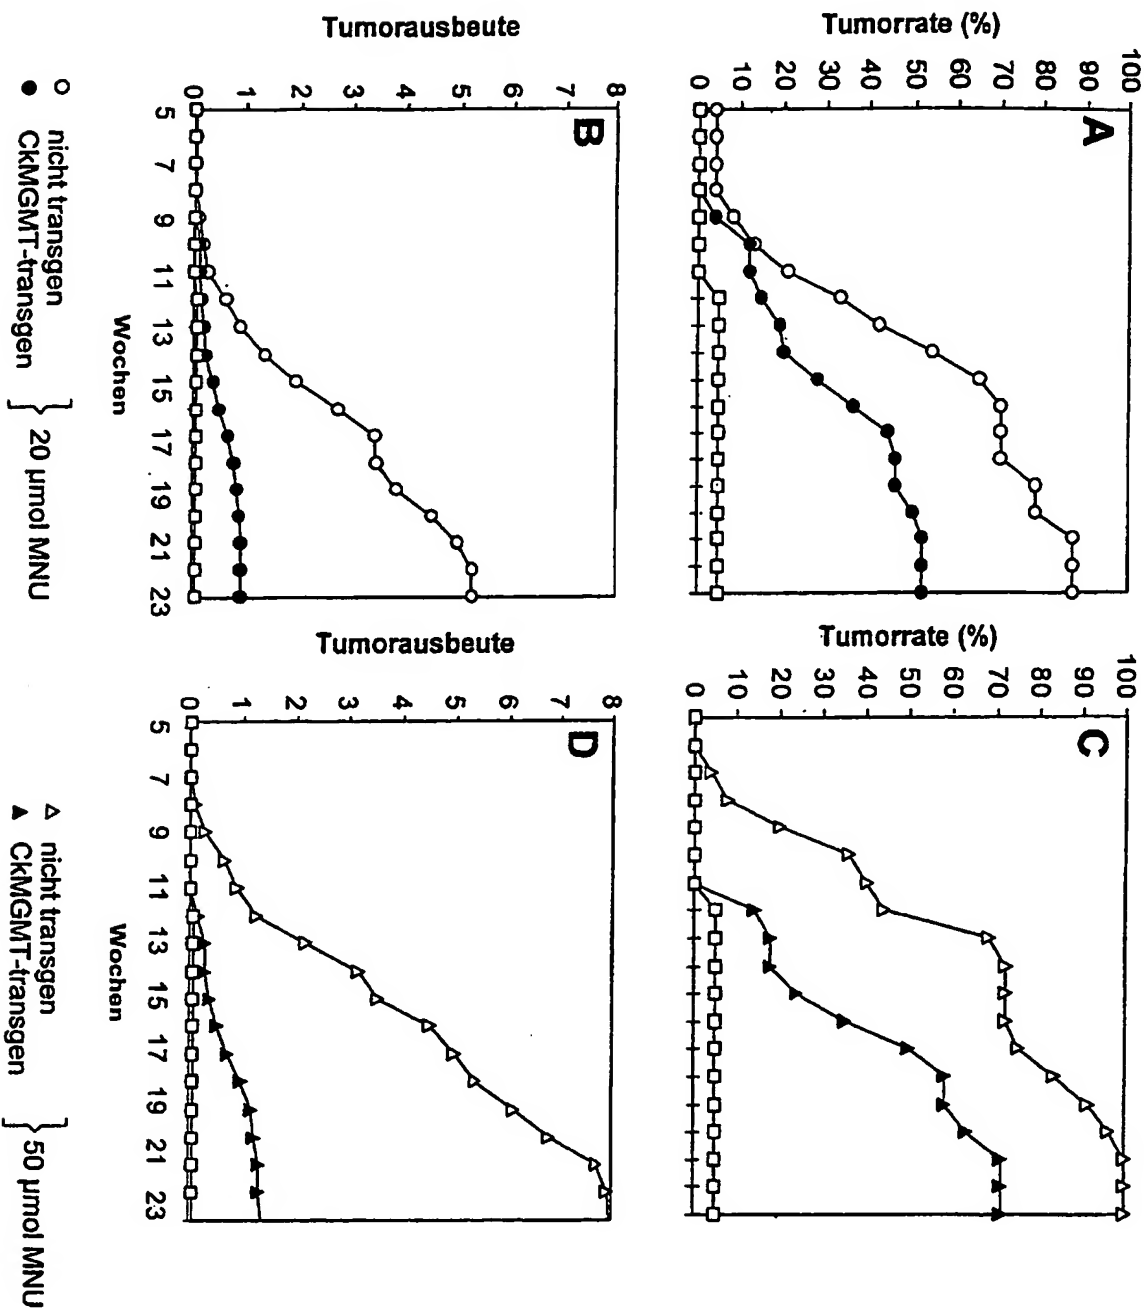 A
Tumorrate (%)
100
90
80
70
60
50
40
30
20
10
0
C
Tumorrate (%)
100
90
80
70
60
50
40
30
20
10
0
B
Tumorausbeute
8
7
6
5
4
3
2
1
0
5 7 9 11 13 15 17 19 21 23
Wochen
D
Tumorausbeute
8
7
6
5
4
3
2
1
0
5 7 9 11 13 15 17 19 21 23
Wochen
○ nicht transgen
● CkMGMT-transgen
} 20 µmol MNU
△ nicht transgen
▲ CkMGMT-transgen
} 50 µmol MNU